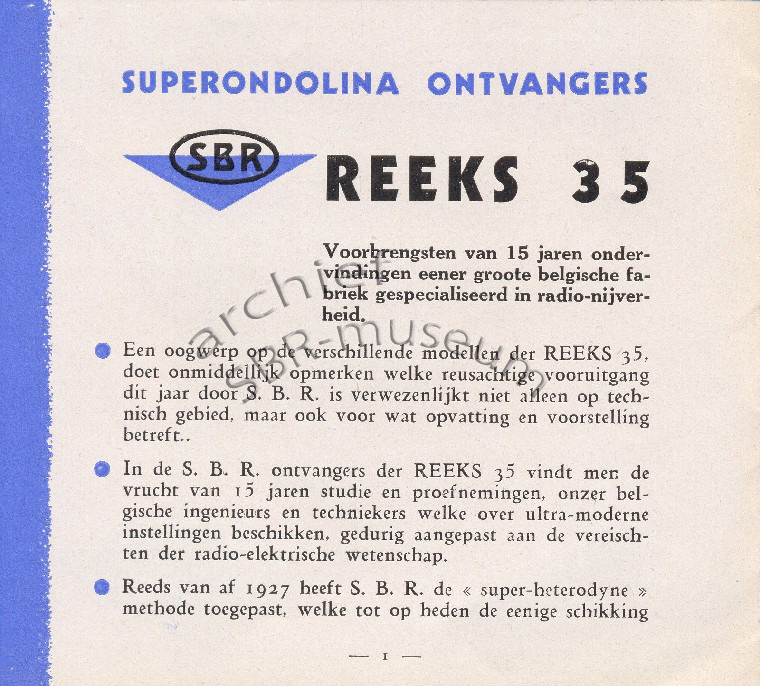 SUPERONDOLINA ONTVANGERS
SBR
REEKS 35
Voorbrengsten van 15 jaren onder-
vindingen eener groote belgische fa-
briek gespecialiseerd in radio-nijver-
heid.
archief
SBR-museum
Een oogwerp op de verschillende modellen der REEKS 35,
doet onmiddellijk opmerken welke reusachtige vooruitgang
dit jaar door S. B. R. is verwezenlijkt niet alleen op tech-
nisch gebied, maar ook voor wat opvatting en voorstelling
betreft..
In de S. B. R. ontvangers der REEKS 35 vindt men de
vrucht van 15 jaren studie en proefnemingen, onzer bel-
gische ingenieurs en techniekers welke over ultra-moderne
instellingen beschikken, gedurig aangepast aan de vereisch-
ten der radio-elektrische wetenschap.
Reeds van af 1927 heeft S. B. R. de « super-heterodyne »
methode toegepast, welke tot op heden de eenige schikking
— 1 —